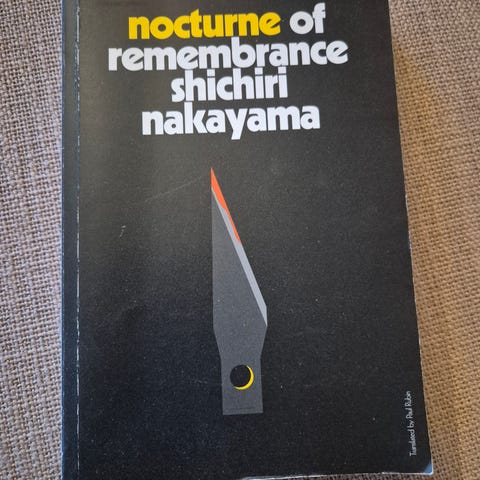 nocturne of
remembrance
shichiri
nakayama
Translated by Paul Rubin